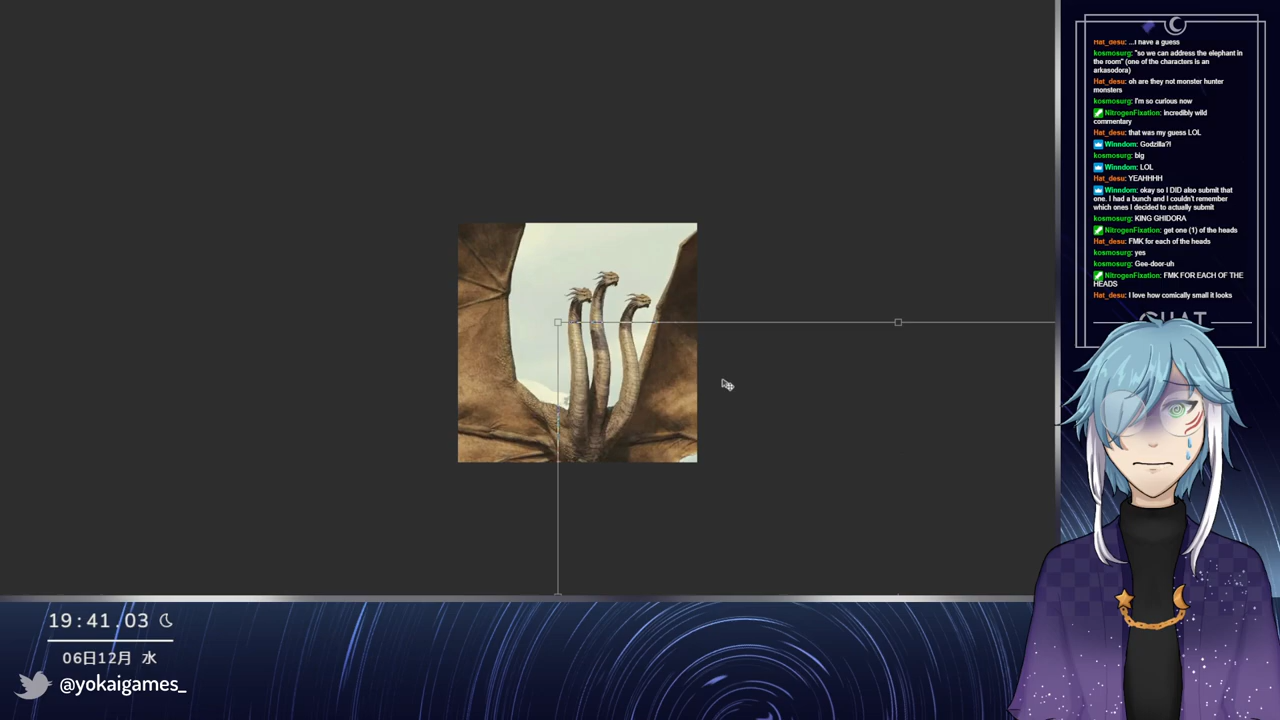 Hat_desu: ...I have a guess
kosmosurg: "so we can address the elephant in
the room" (one of the characters is an
arkasodora)
Hat_desu: oh are they not monster hunter
monsters
kosmosurg: I'm so curious now
NitrogenFixation: incredibly wild
commentary
Hat_desu: that was my guess LOL
Winndom: Godzilla?!
kosmosurg: big
Winndom: LOL
Hat_desu: YEAHHHH
Winndom: okay so I DID also submit that
one. I had a bunch and I couldn't remember
which ones I decided to actually submit
kosmosurg: KING GHIDORA
NitrogenFixation: get one (1) of the heads
Hat_desu: FMK for each of the heads
kosmosurg: yes
kosmosurg: Gee-door-uh
NitrogenFixation: FMK FOR EACH OF THE
HEADS
Hat_desu: I love how comically small it looks
CHAT
19:41.03
06日12月 水
@yokaigames_